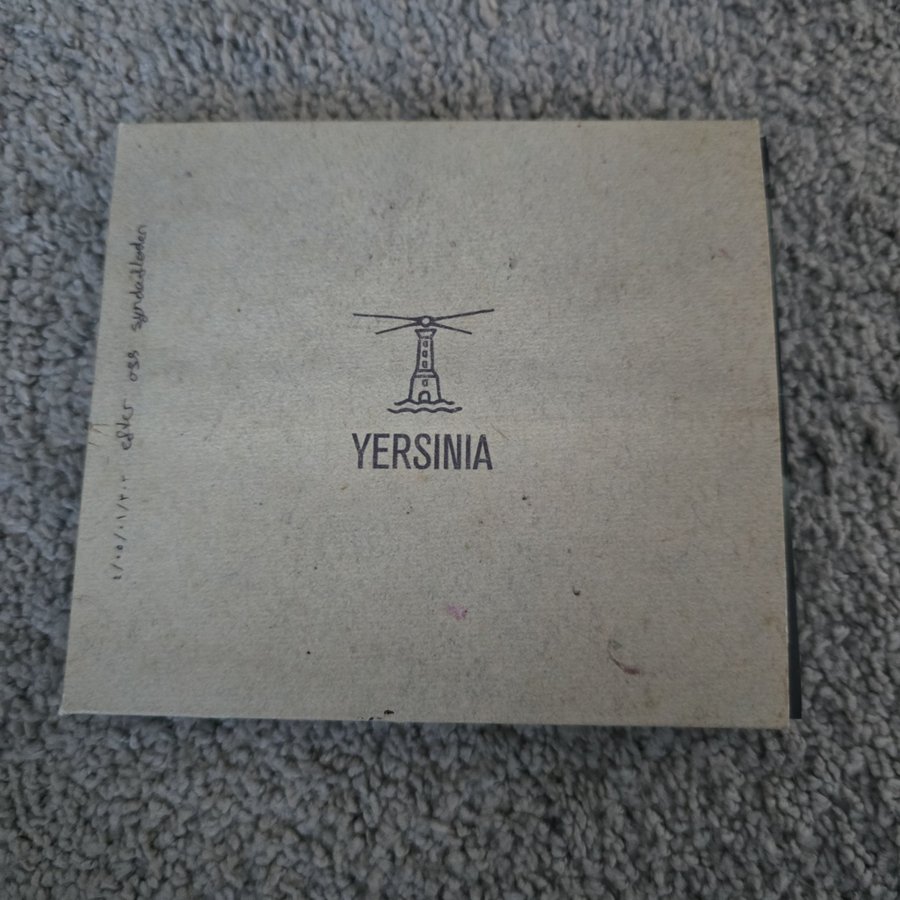 YERSINIA
efter oss syndafloden